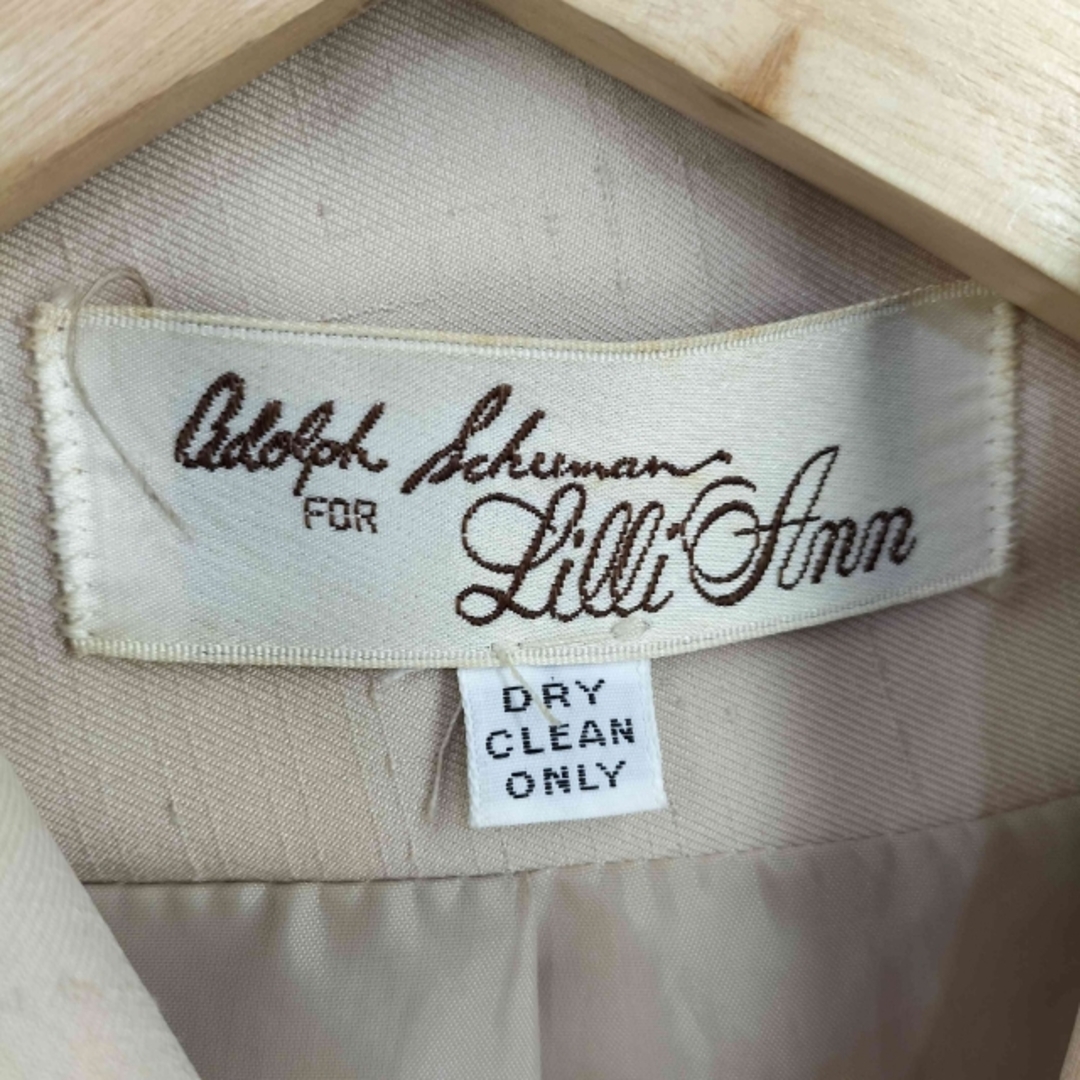 Adolph Schuman
FOR
Lilli Ann
DRY
CLEAN
ONLY